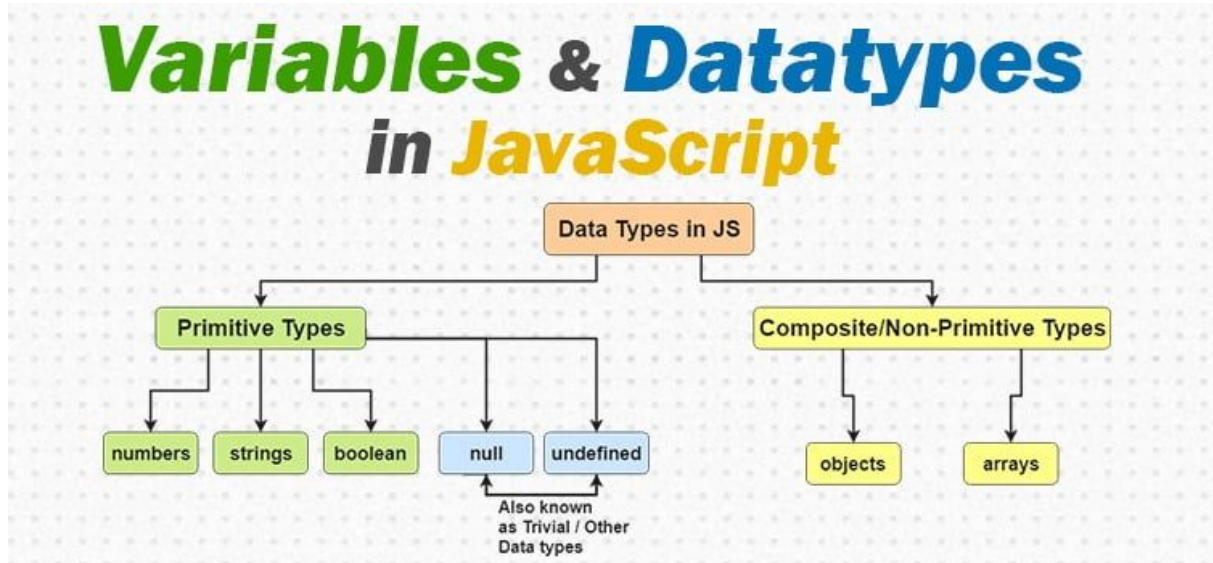 Variables & Datatypes
in JavaScript
Data Types in JS
Primitive Types
Composite/Non-Primitive Types
numbers
strings
boolean
null
undefined
objects
arrays
Also known
as Trivial / Other
Data types